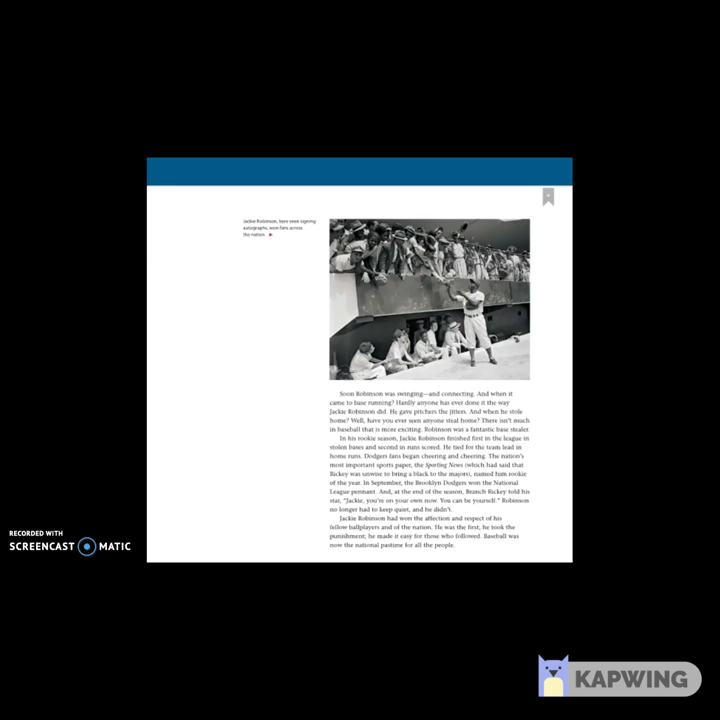 Jackie Robinson, here seen signing
autographs, won fans across
the nation.
Soon Robinson was swinging—and connecting. And when it
came to base running? Hardly anyone has ever done it the way
Jackie Robinson did. He gave pitchers the jitters. And when he stole
home? Well, have you ever seen anyone steal home? There isn't much
in baseball that is more exciting. Robinson was a fantastic base stealer.
In his rookie season, Jackie Robinson finished first in the league in
stolen bases and second in runs scored. He tied for the team lead in
home runs. Dodgers fans began cheering and cheering. The nation's
most important sports paper, the Sporting News (which had said that
Rickey was unwise to bring a black to the majors), named him rookie
of the year. In September, the Brooklyn Dodgers won the National
League pennant. And, at the end of the season, Branch Rickey told his
star, "Jackie, you're on your own now. You can be yourself." Robinson
no longer had to keep quiet, and he didn't.
Jackie Robinson had won the affection and respect of his
fellow ballplayers and of the nation. He was the first; he took the
punishment; he made it easy for those who followed. Baseball was
now the national pastime for all the people.
RECORDED WITH
SCREENCAST MATIC
KAPWING